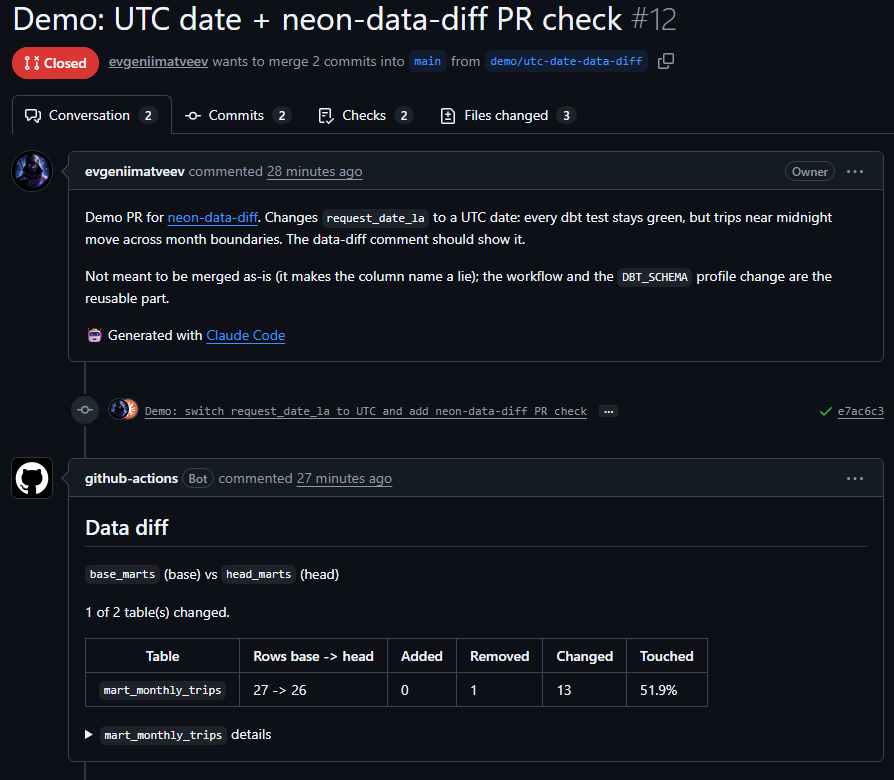 Demo: UTC date + neon-data-diff PR check #12
Closed evgeniimatveev wants to merge 2 commits into main from demo/utc-date-data-diff
Conversation 2 Commits 2 Checks 2 Files changed 3
evgeniimatveev commented 28 minutes ago Owner ...
Demo PR for neon-data-diff. Changes request_date_la to a UTC date: every dbt test stays green, but trips near midnight
move across month boundaries. The data-diff comment should show it.
Not meant to be merged as-is (it makes the column name a lie); the workflow and the DBT_SCHEMA profile change are the
reusable part.
🤖 Generated with Claude Code
Demo: switch request_date_la to UTC and add neon-data-diff PR check ... e7ac6c3
github-actions Bot commented 27 minutes ago ...
Data diff
base_marts (base) vs head_marts (head)
1 of 2 table(s) changed.
Table Rows base -> head Added Removed Changed Touched
mart_monthly_trips 27 -> 26 0 1 13 51.9%
mart_monthly_trips details